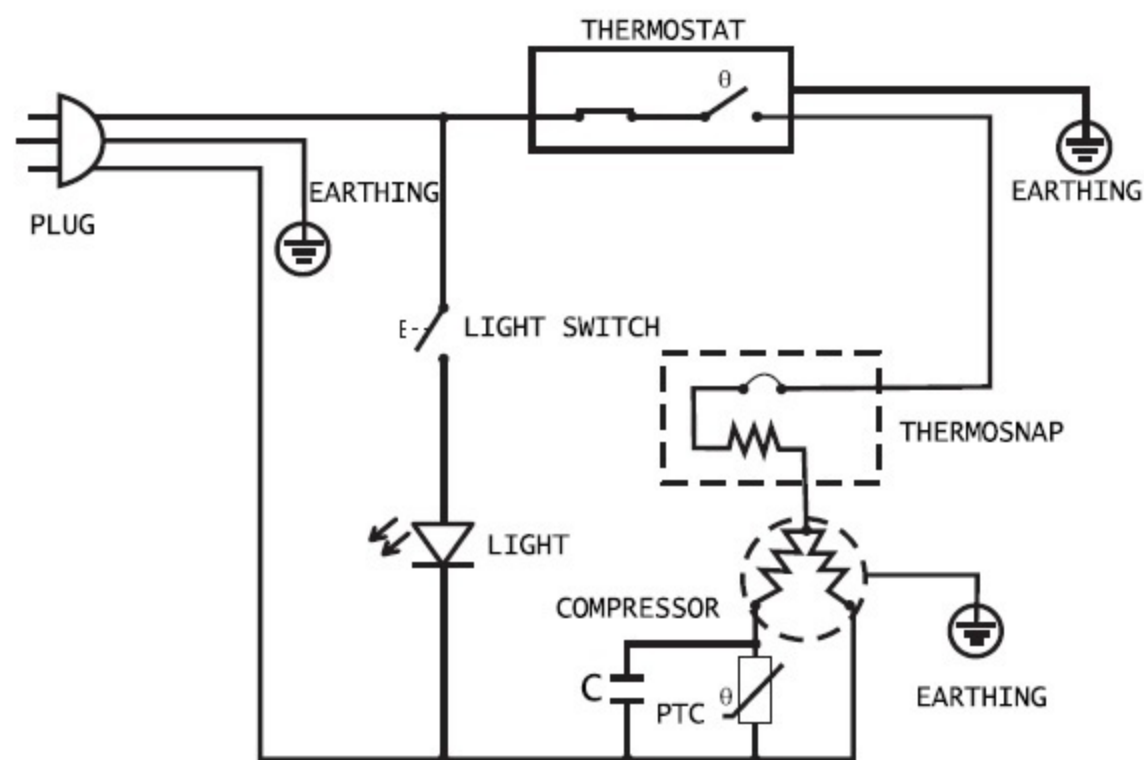 THERMOSTAT
θ
EARTHING
EARTHING
PLUG
E
LIGHT SWITCH
THERMOSNAP
LIGHT
COMPRESSOR
C
θ
PTC
EARTHING